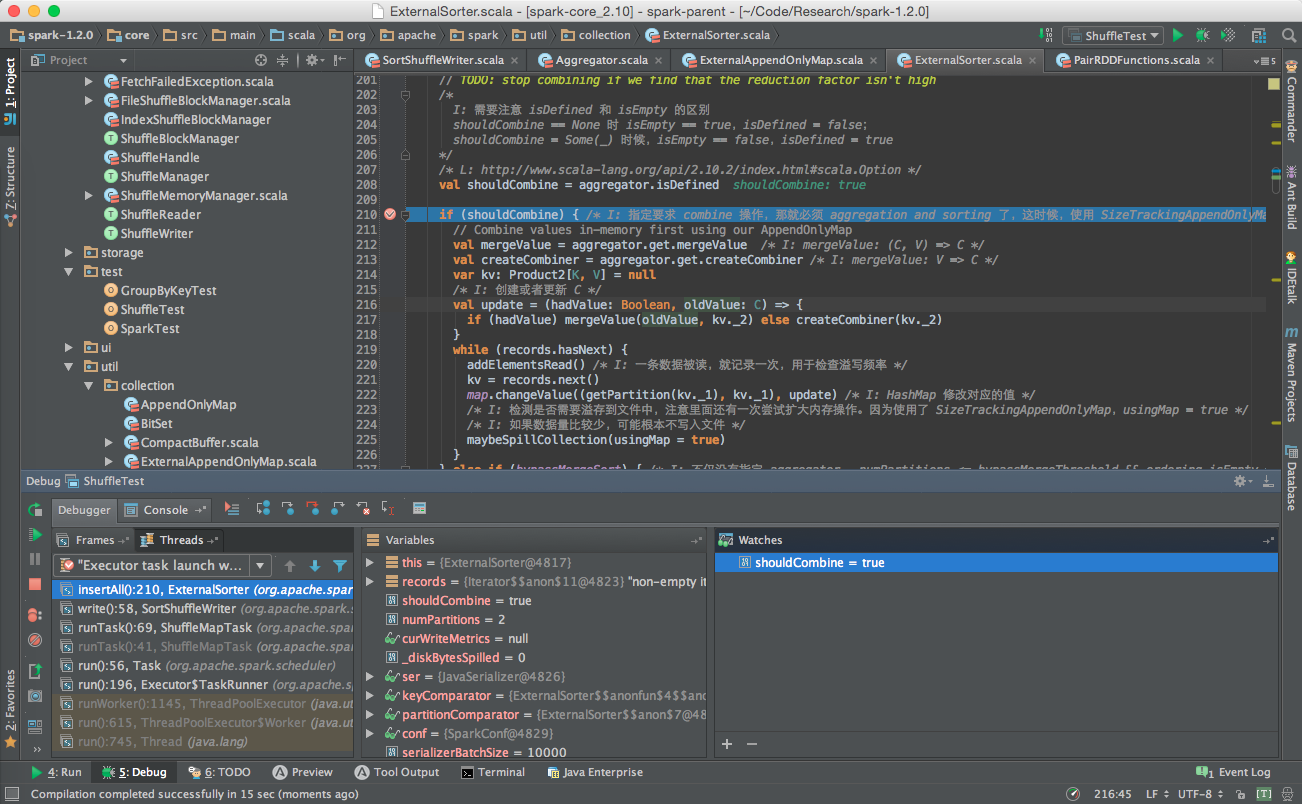 ExternalSorter.scala - [spark-core_2.10] - spark-parent - [~/Code/Research/spark-1.2.0]
spark-1.2.0 core src main scala org apache spark util collection ExternalSorter.scala ShuffleTest
1: Project
Z: Structure
2: Favorites
Project
FetchFailedException.scala
FileShuffleBlockManager.scala
IndexShuffleBlockManager
ShuffleBlockManager
ShuffleHandle
ShuffleManager
ShuffleMemoryManager.scala
ShuffleReader
ShuffleWriter
storage
test
GroupByKeyTest
ShuffleTest
SparkTest
ui
util
collection
AppendOnlyMap
BitSet
CompactBuffer.scala
ExternalAppendOnlyMap.scala
SortShuffleWriter.scala Aggregator.scala ExternalAppendOnlyMap.scala ExternalSorter.scala PairRDDFunctions.scala 5
201 // TODO: stop combining if we find that the reduction factor isn't high
202 /*
203 I: 需要注意 isDefined 和 isEmpty 的区别
204 shouldCombine == None 时 isEmpty == true，isDefined = false;
205 shouldCombine = Some(_) 时候，isEmpty == false，isDefined = true
206 */
207 /* L: http://www.scala-lang.org/api/2.10.2/index.html#scala.Option */
208 val shouldCombine = aggregator.isDefined shouldCombine: true
209
210 if (shouldCombine) { /* I: 指定要求 combine 操作，那就必须 aggregation and sorting 了，这时候，使用 SizeTrackingAppendOnlyMa
211 // Combine values in-memory first using our AppendOnlyMap
212 val mergeValue = aggregator.get.mergeValue /* I: mergeValue: (C, V) => C */
213 val createCombiner = aggregator.get.createCombiner /* I: mergeValue: V => C */
214 var kv: Product2[K, V] = null
215 /* I: 创建或者更新 C */
216 val update = (hadValue: Boolean, oldValue: C) => {
217 if (hadValue) mergeValue(oldValue, kv._2) else createCombiner(kv._2)
218 }
219 while (records.hasNext) {
220 addElementsRead() /* I: 一条数据被读，就记录一次，用于检查溢写频率 */
221 kv = records.next()
222 map.changeValue((getPartition(kv._1), kv._1), update) /* I: HashMap 修改对应的值 */
223 /* I: 检测是否需要溢存到文件中，注意里面还有一次尝试扩大内存操作。因为使用了 SizeTrackingAppendOnlyMap，usingMap = true */
224 /* I: 如果数据量比较少，可能根本不写入文件 */
225 maybeSpillCollection(usingMap = true)
226 }
227 } else if (bypassMergeSort) { /* I: 不仅没有指定 aggregator, numPartitions <= bypassMergeThreshold && ordering.isEmpty
Commander
Ant Build
IDEtalk
Maven Projects
Database
Debug ShuffleTest
Debugger Console
Frames Threads
"Executor task launch w...
insertAll():210, ExternalSorter (org.apache.spark
write():58, SortShuffleWriter (org.apache.spark.
runTask():69, ShuffleMapTask (org.apache.spar
runTask():41, ShuffleMapTask (org.apache.spar
run():56, Task (org.apache.spark.scheduler)
run():196, Executor$TaskRunner (org.apache.sp
runWorker():1145, ThreadPoolExecutor (java.ut
run():615, ThreadPoolExecutor$Worker (java.ut
run():745, Thread (java.lang)
Variables
this = {ExternalSorter@4817}
records = {Iterator$$anon$11@4823} "non-empty it
shouldCombine = true
numPartitions = 2
curWriteMetrics = null
_diskBytesSpilled = 0
ser = {JavaSerializer@4826}
keyComparator = {ExternalSorter$$anonfun$4$$anc
partitionComparator = {ExternalSorter$$anon$7@48
conf = {SparkConf@4829}
serializerBatchSize = 10000
Watches
shouldCombine = true
4: Run 5: Debug 6: TODO Preview Tool Output Terminal Java Enterprise 1 Event Log
Compilation completed successfully in 15 sec (moments ago) 216:45 LF UTF-8 [T]